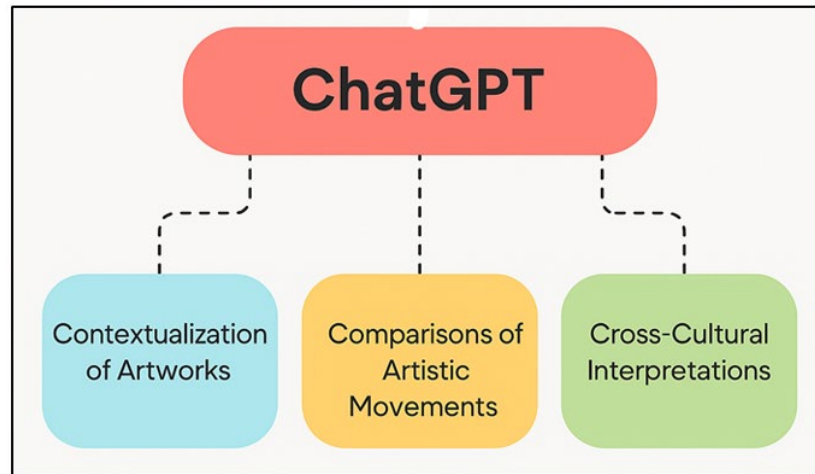 ChatGPT
Contextualization
of Artworks
Comparisons of
Artistic
Movements
Cross-Cultural
Interpretations